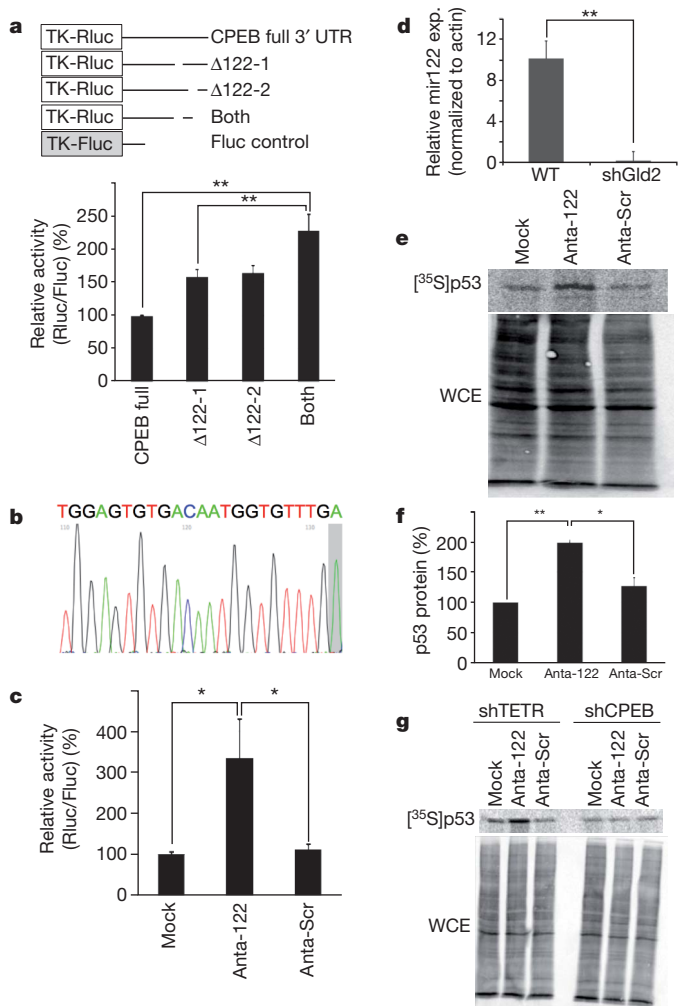 a
TK-Rluc CPEB full 3′ UTR
TK-Rluc Δ122-1
TK-Rluc Δ122-2
TK-Rluc Both
TK-Fluc Fluc control
**
**
Relative activity
(Rluc/Fluc) (%)
250
200
150
100
50
0
CPEB full
Δ122-1
Δ122-2
Both
b
TGGAGTGTGACAATGGTGTTTGA
110 120 130
c
* *
Relative activity
(Rluc/Fluc) (%)
400
300
200
100
0
Mock
Anta-122
Anta-Scr
d
**
Relative mir122 exp.
(normalized to actin)
12
8
4
0
WT shGld2
e
Mock
Anta-122
Anta-Scr
[35S]p53
WCE
f
** *
p53 protein (%)
200
150
100
50
0
Mock Anta-122 Anta-Scr
g
shTETR shCPEB
Mock
Anta-122
Anta-Scr
Mock
Anta-122
Anta-Scr
[35S]p53
WCE